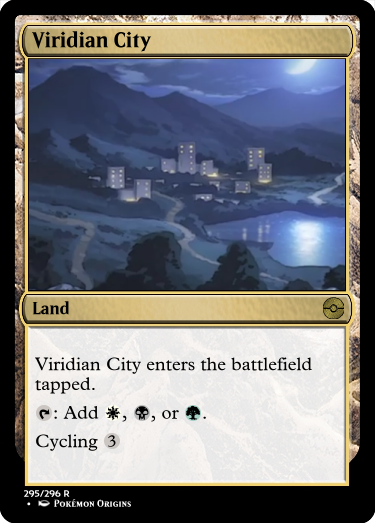 Viridian City
Land
Viridian City enters the battlefield
tapped.
: Add , , or .
Cycling 3
295/296 R
• Pokémon Origins